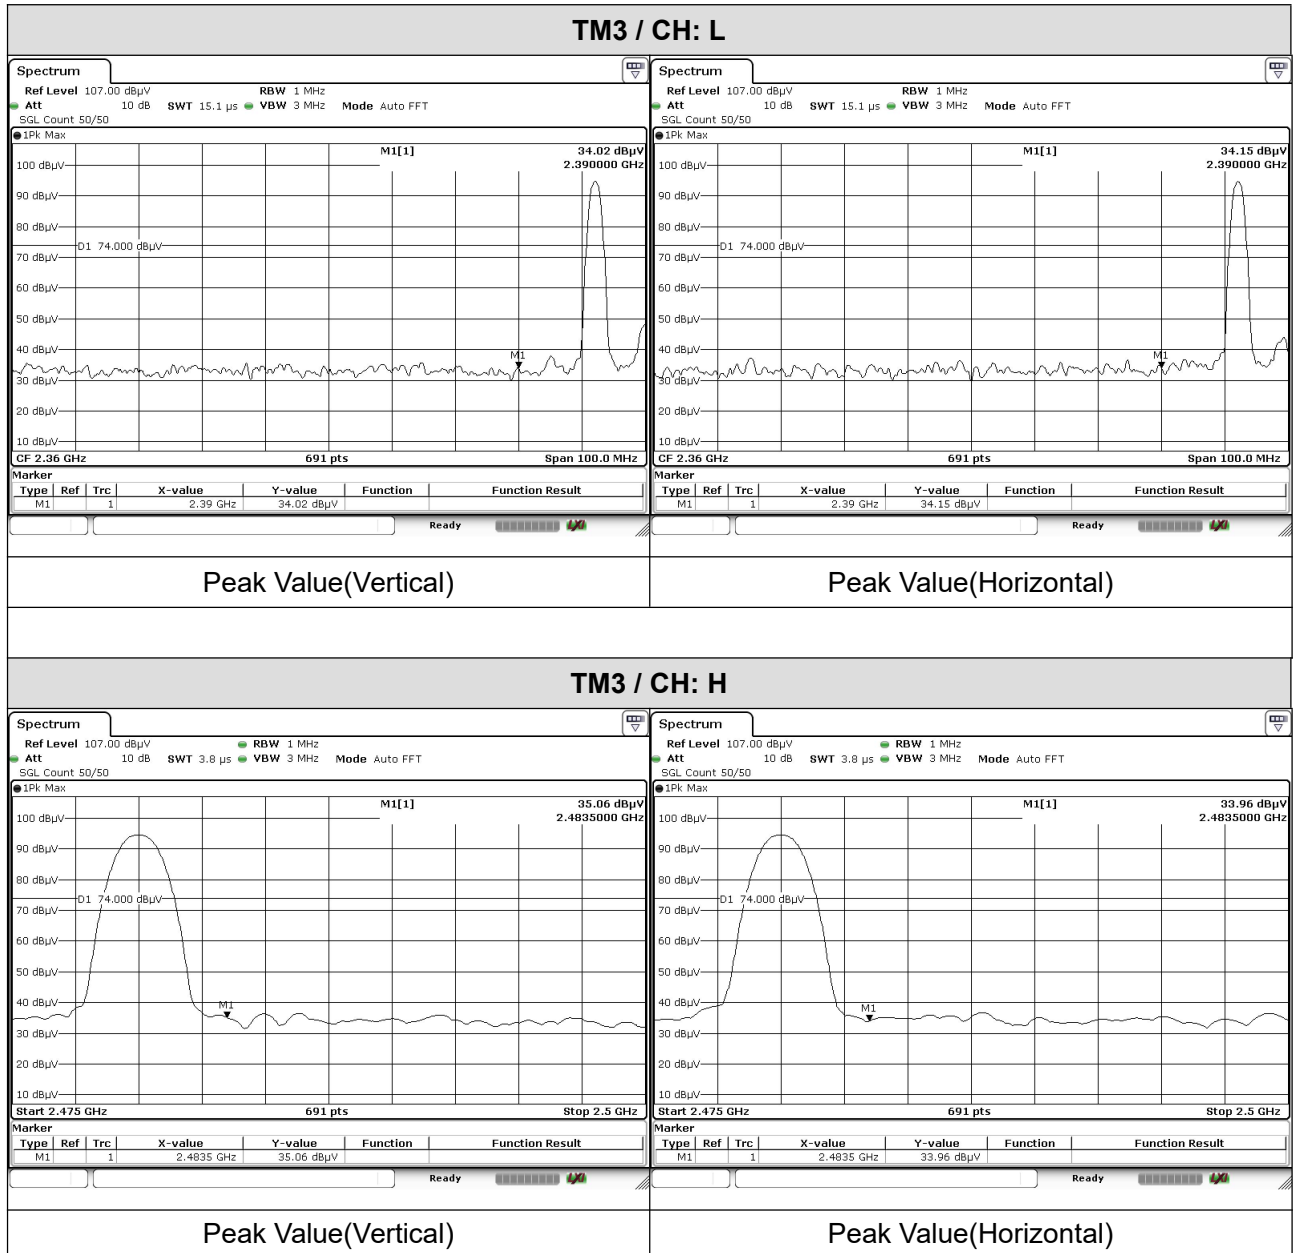 TM3 / CH: L
Spectrum
Ref Level 107.00 dBµV RBW 1 MHz
Att 10 dB SWT 15.1 µs VBW 3 MHz Mode Auto FFT
SGL Count 50/50
1Pk Max
M1[1] 34.02 dBµV
2.390000 GHz
100 dBµV
90 dBµV
80 dBµV
D1 74.000 dBµV
70 dBµV
60 dBµV
50 dBµV
40 dBµV
M1
30 dBµV
20 dBµV
10 dBµV
CF 2.36 GHz 691 pts Span 100.0 MHz
Marker
Type Ref Trc X-value Y-value Function Function Result
M1 1 2.39 GHz 34.02 dBµV
Ready LXI
Peak Value(Vertical)
Spectrum
Ref Level 107.00 dBµV RBW 1 MHz
Att 10 dB SWT 15.1 µs VBW 3 MHz Mode Auto FFT
SGL Count 50/50
1Pk Max
M1[1] 34.15 dBµV
2.390000 GHz
100 dBµV
90 dBµV
80 dBµV
D1 74.000 dBµV
70 dBµV
60 dBµV
50 dBµV
40 dBµV
M1
30 dBµV
20 dBµV
10 dBµV
CF 2.36 GHz 691 pts Span 100.0 MHz
Marker
Type Ref Trc X-value Y-value Function Function Result
M1 1 2.39 GHz 34.15 dBµV
Ready LXI
Peak Value(Horizontal)
TM3 / CH: H
Spectrum
Ref Level 107.00 dBµV RBW 1 MHz
Att 10 dB SWT 3.8 µs VBW 3 MHz Mode Auto FFT
SGL Count 50/50
1Pk Max
M1[1] 35.06 dBµV
2.4835000 GHz
100 dBµV
90 dBµV
80 dBµV
D1 74.000 dBµV
70 dBµV
60 dBµV
50 dBµV
40 dBµV
M1
30 dBµV
20 dBµV
10 dBµV
Start 2.475 GHz 691 pts Stop 2.5 GHz
Marker
Type Ref Trc X-value Y-value Function Function Result
M1 1 2.4835 GHz 35.06 dBµV
Ready LXI
Peak Value(Vertical)
Spectrum
Ref Level 107.00 dBµV RBW 1 MHz
Att 10 dB SWT 3.8 µs VBW 3 MHz Mode Auto FFT
SGL Count 50/50
1Pk Max
M1[1] 33.96 dBµV
2.4835000 GHz
100 dBµV
90 dBµV
80 dBµV
D1 74.000 dBµV
70 dBµV
60 dBµV
50 dBµV
40 dBµV
M1
30 dBµV
20 dBµV
10 dBµV
Start 2.475 GHz 691 pts Stop 2.5 GHz
Marker
Type Ref Trc X-value Y-value Function Function Result
M1 1 2.4835 GHz 33.96 dBµV
Ready LXI
Peak Value(Horizontal)